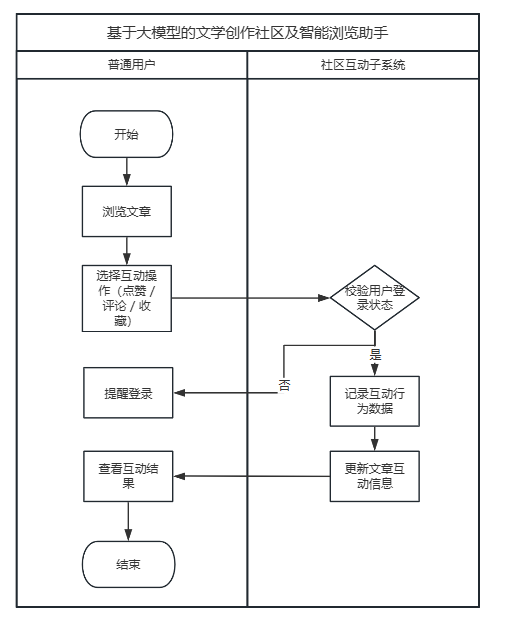 基于大模型的文学创作社区及智能浏览助手
普通用户
社区互动子系统
开始
浏览文章
选择互动操
作（点赞 /
评论 / 收
藏）
校验用户登
录状态
是
否
提醒登录
记录互动行
为数据
查看互动结
果
更新文章互
动信息
结束